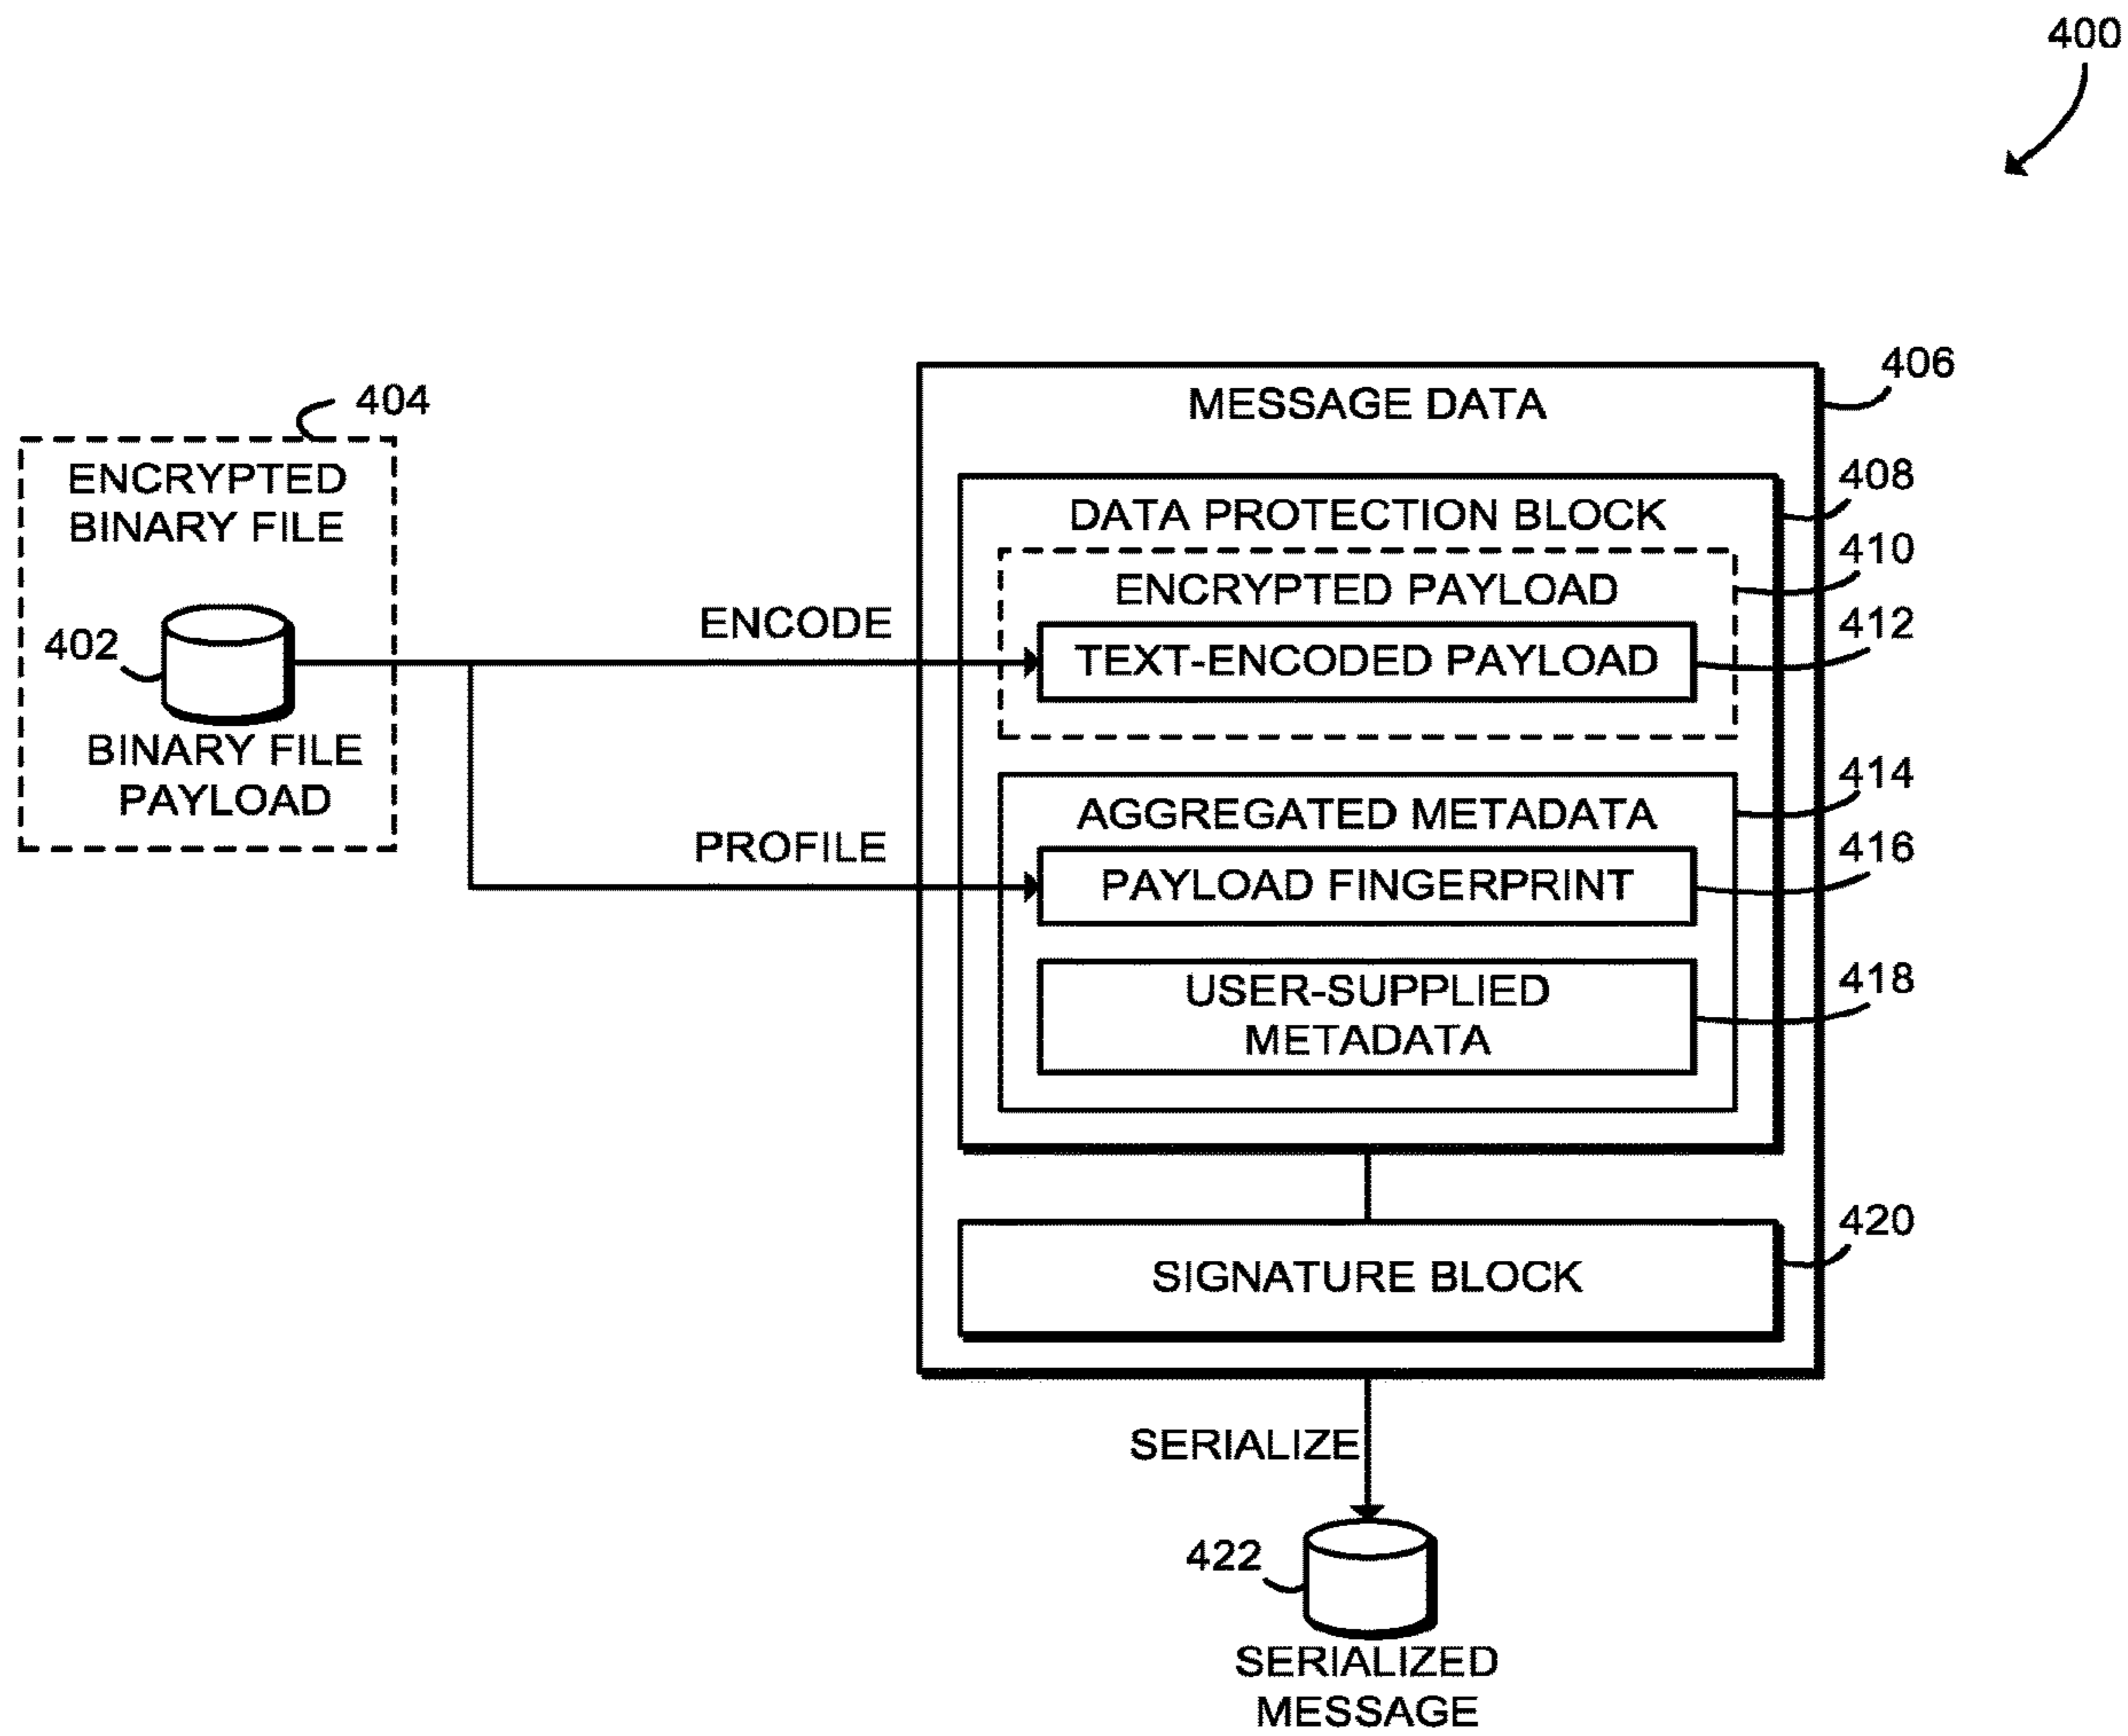 400
406
MESSAGE DATA
404
ENCRYPTED
BINARY FILE
408
DATA PROTECTION BLOCK
410
ENCRYPTED PAYLOAD
412
ENCODE
TEXT-ENCODED PAYLOAD
402
BINARY FILE
PAYLOAD
414
AGGREGATED METADATA
416
PROFILE
PAYLOAD FINGERPRINT
418
USER-SUPPLIED
METADATA
420
SIGNATURE BLOCK
SERIALIZE
422
SERIALIZED
MESSAGE